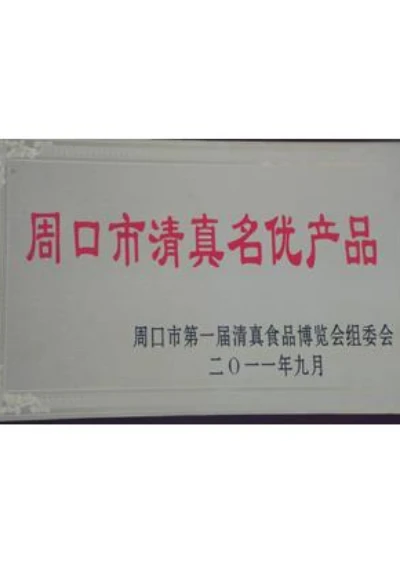 周口市清真名优产品
周口市第一届清真食品博览会组委会
二〇一一年九月